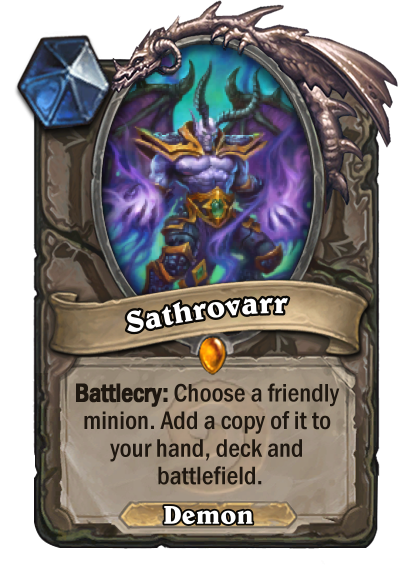 Sathrovarr
Battlecry: Choose a friendly
minion. Add a copy of it to
your hand, deck and
battlefield.
Demon